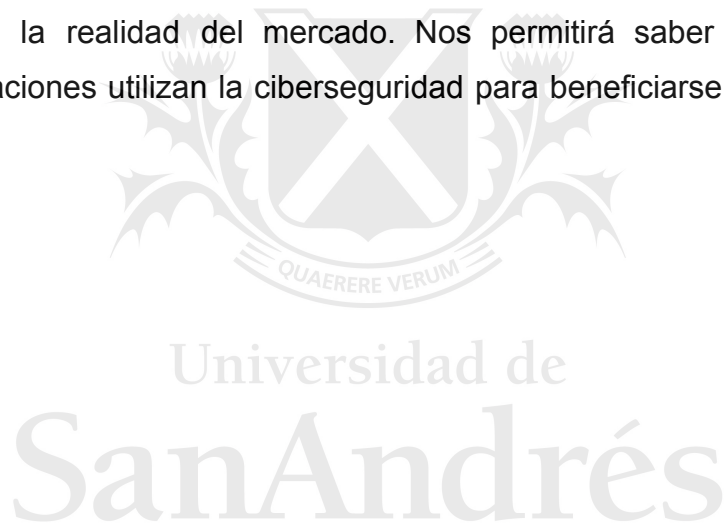 la realidad del mercado. Nos permitirá saber
aciones utilizan la ciberseguridad para beneficiarse
QUAERERE VERUM
Universidad de
SanAndrés